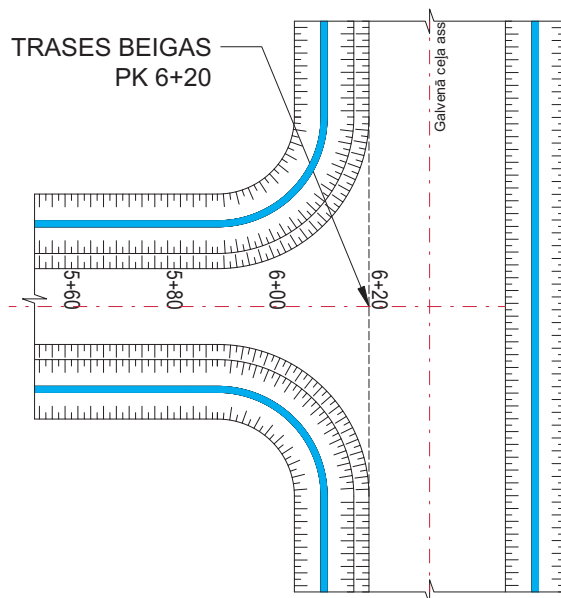 TRASES BEIGAS
PK 6+20
Galvenā ceļa ass
5+60
5+80
6+00
6+20